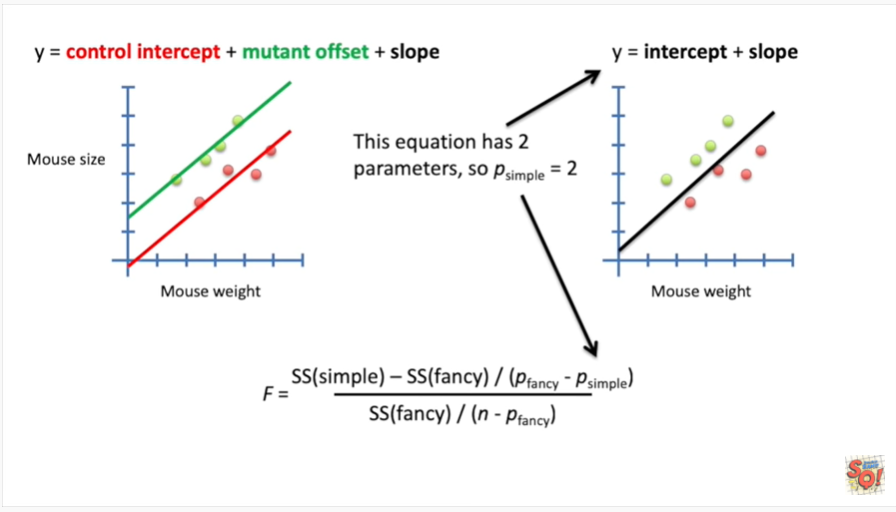 y = control intercept + mutant offset + slope
y = intercept + slope
Mouse size
This equation has 2
parameters, so psimple = 2
Mouse weight
Mouse weight
F =
SS(simple) – SS(fancy) / (pfancy - psimple)
SS(fancy) / (n - pfancy)
SQ!